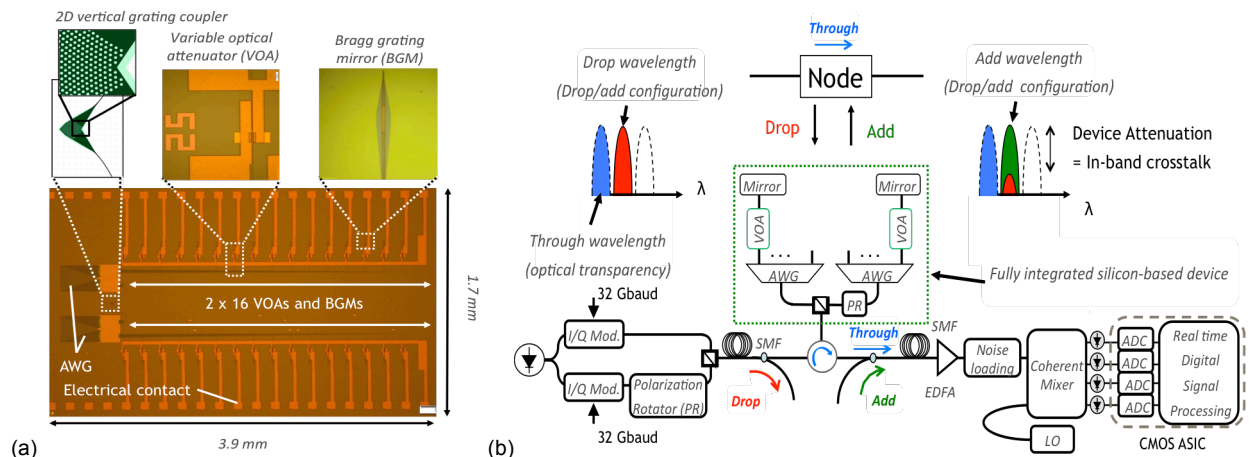 2D vertical grating coupler
Variable optical
attenuator (VOA)
Bragg grating
mirror (BGM)
25
2 x 16 VOAs and BGMs
AWG
Electrical contact
3.9 mm
1.7 mm
(a)
Through
Node
Drop
Add
Drop wavelength
(Drop/add configuration)
λ
Through wavelength
(optical transparency)
Add wavelength
(Drop/add configuration)
Device Attenuation
= In-band crosstalk
λ
Mirror
Mirror
VOA
VOA
...
...
AWG
AWG
PR
Fully integrated silicon-based device
32 Gbaud
I/Q Mod.
I/Q Mod.
Polarization
Rotator (PR)
32 Gbaud
SMF
Drop
Through
Add
SMF
EDFA
Noise
loading
Coherent
Mixer
LO
ADC
ADC
ADC
ADC
Real time
Digital
Signal
Processing
CMOS ASIC
(b)